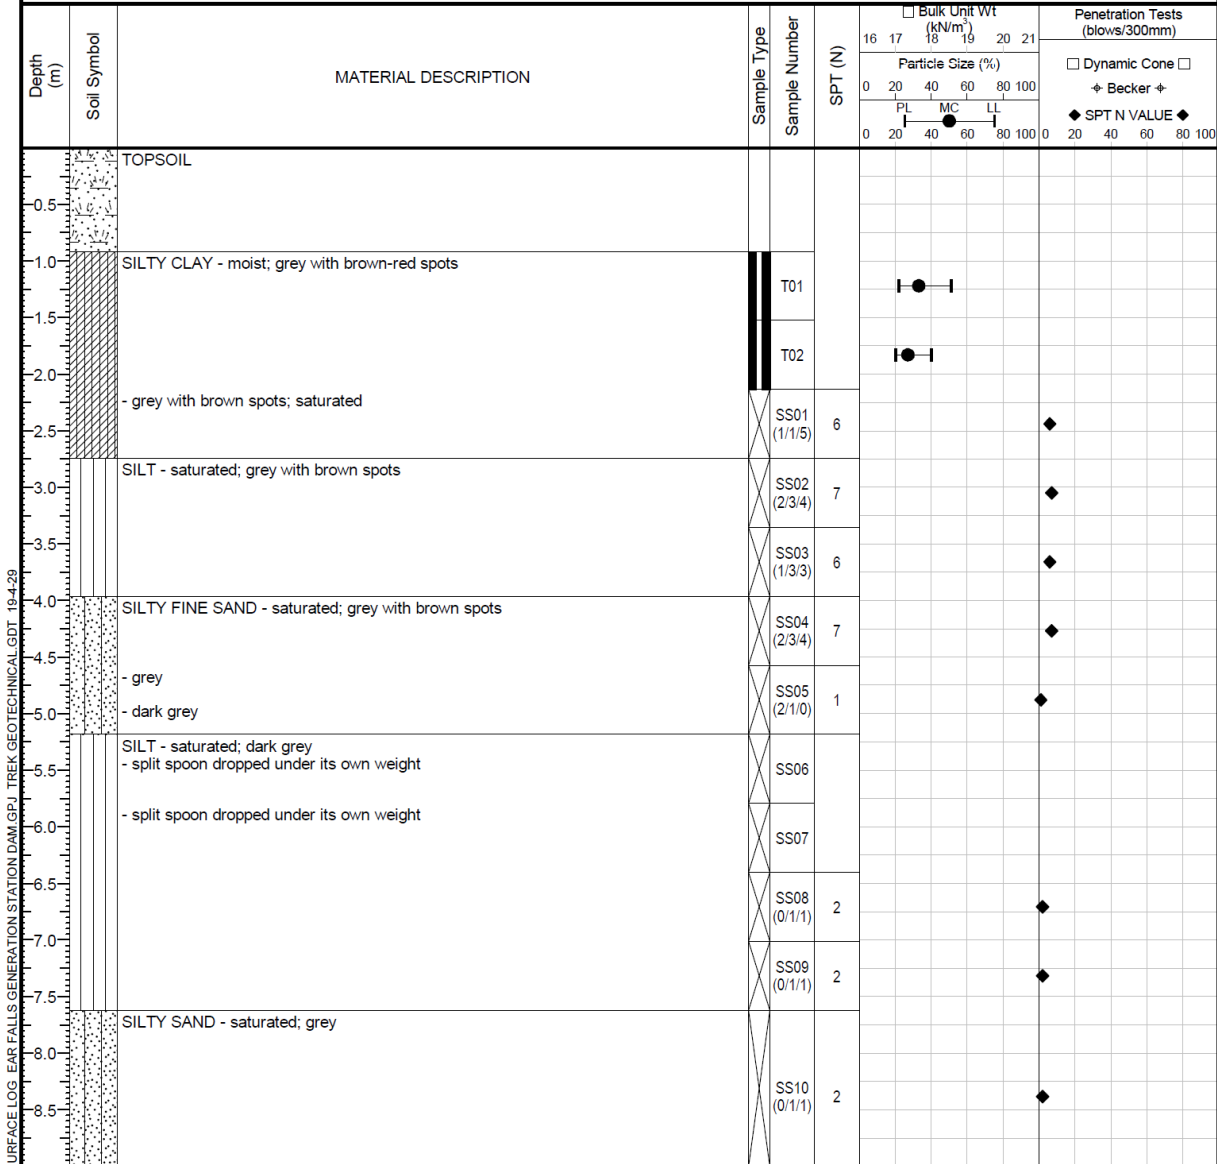 Depth
(m)
Soil Symbol
MATERIAL DESCRIPTION
Sample Type
Sample Number
SPT (N)
Bulk Unit Wt
(kN/m³)
16 17 18 19 20 21
Particle Size (%)
0 20 40 60 80 100
PL MC LL
0 20 40 60 80 100
Penetration Tests
(blows/300mm)
Dynamic Cone
Becker
SPT N VALUE
0 20 40 60 80 100
TOPSOIL
0.5
1.0
SILTY CLAY - moist; grey with brown-red spots
T01
1.5
T02
2.0
- grey with brown spots; saturated
SS01
(1/1/5)
6
2.5
SILT - saturated; grey with brown spots
SS02
(2/3/4)
7
3.0
3.5
SS03
(1/3/3)
6
4.0
SILTY FINE SAND - saturated; grey with brown spots
SS04
(2/3/4)
7
4.5
- grey
SS05
(2/1/0)
1
5.0
- dark grey
SILT - saturated; dark grey
- split spoon dropped under its own weight
SS06
5.5
- split spoon dropped under its own weight
6.0
SS07
6.5
SS08
(0/1/1)
2
7.0
SS09
(0/1/1)
2
7.5
SILTY SAND - saturated; grey
8.0
SS10
(0/1/1)
2
8.5
URFACE LOG EAR FALLS GENERATION STATION DAM.GPJ TREK GEOTECHNICAL.GDT 19-4-29